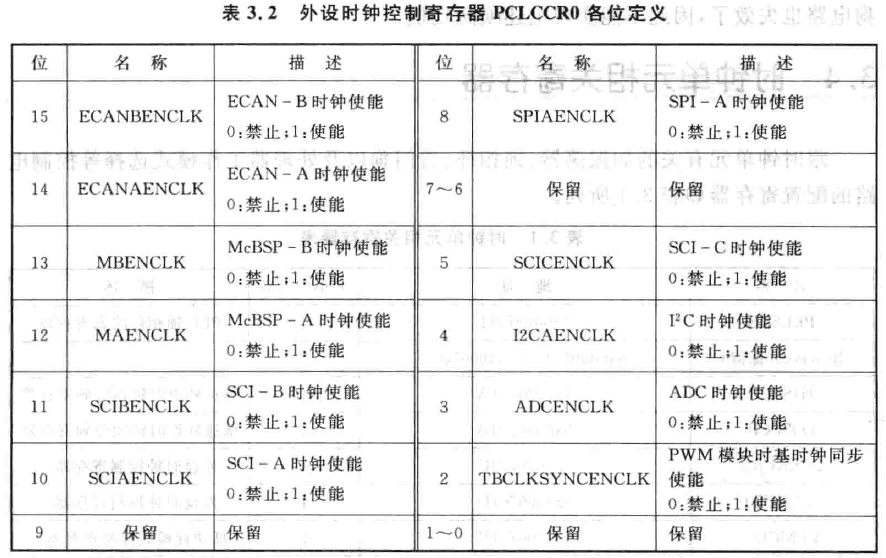 表 3.2 外设时钟控制寄存器 PCLCCR0 各位定义
位 名 称 描 述 位 名 称 描 述
15 ECANBENCLK ECAN-B 时钟使能 0:禁止;1:使能 8 SPIAENCLK SPI-A 时钟使能 0:禁止;1:使能
14 ECANAENCLK ECAN-A 时钟使能 0:禁止;1:使能 7～6 保留 保留
13 MBENCLK McBSP-B 时钟使能 0:禁止;1:使能 5 SCICENCLK SCI-C 时钟使能 0:禁止;1:使能
12 MAENCLK McBSP-A 时钟使能 0:禁止;1:使能 4 I2CAENCLK I²C 时钟使能 0:禁止;1:使能
11 SCIBENCLK SCI-B 时钟使能 0:禁止;1:使能 3 ADCENCLK ADC 时钟使能 0:禁止;1:使能
10 SCIAENCLK SCI-A 时钟使能 0:禁止;1:使能 2 TBCLKSYNCENCLK PWM 模块时基时钟同步使能 0:禁止;1:使能
9 保留 保留 1～0 保留 保留